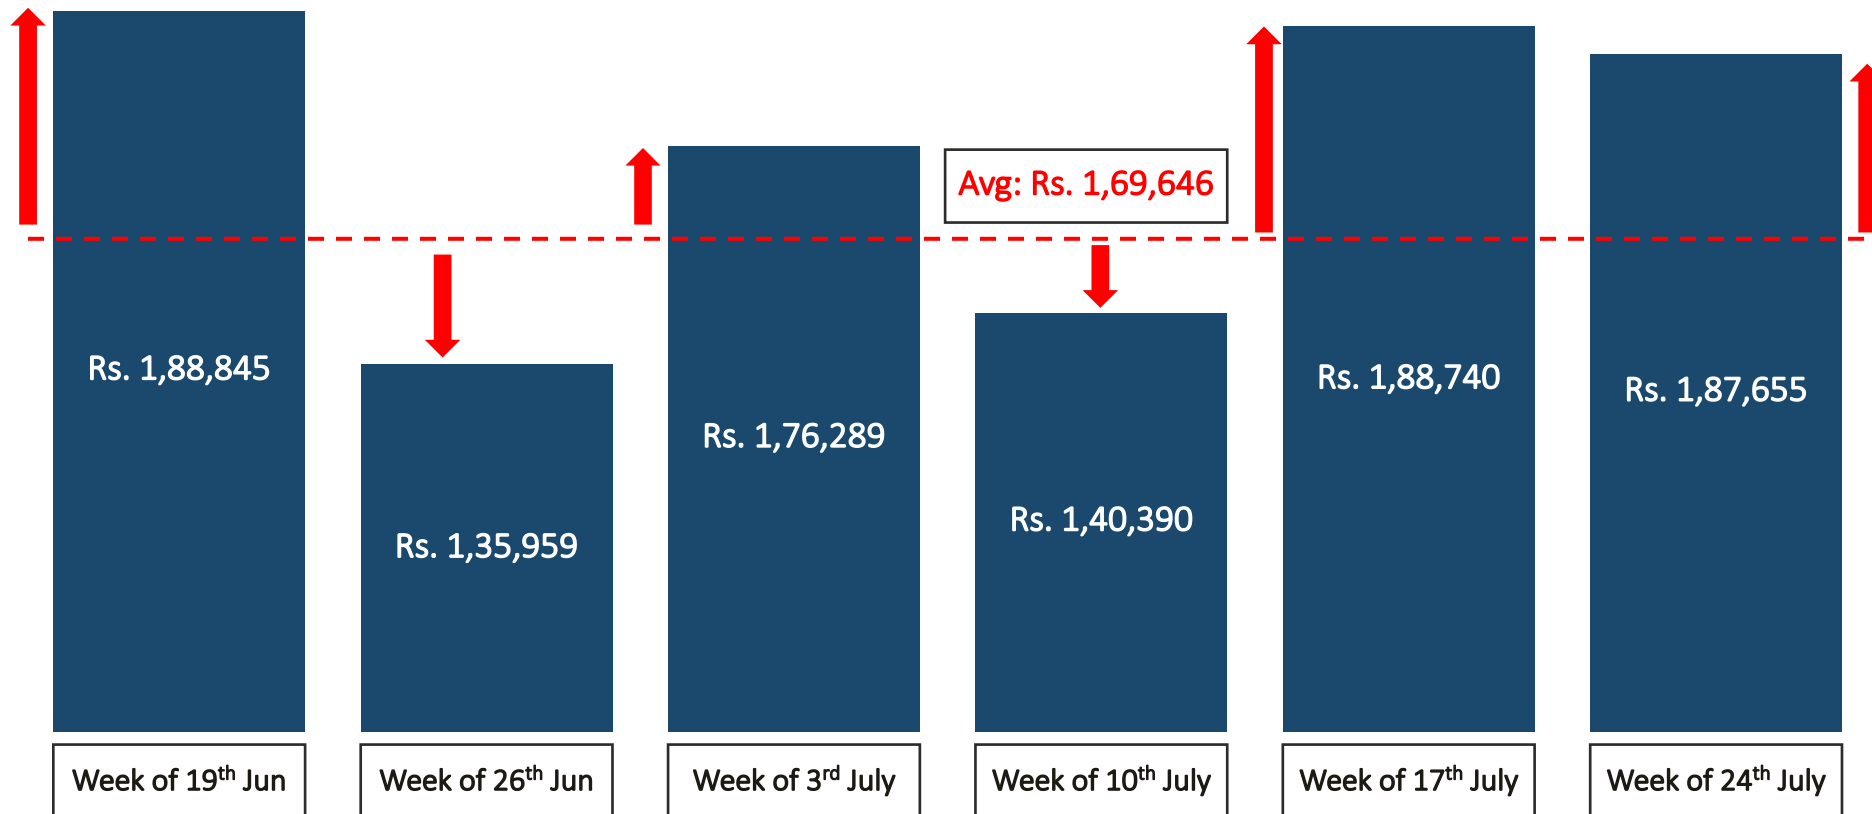 Avg: Rs. 1,69,646
Rs. 1,88,845
Rs. 1,35,959
Rs. 1,76,289
Rs. 1,40,390
Rs. 1,88,740
Rs. 1,87,655
Week of 19th Jun
Week of 26th Jun
Week of 3rd July
Week of 10th July
Week of 17th July
Week of 24th July